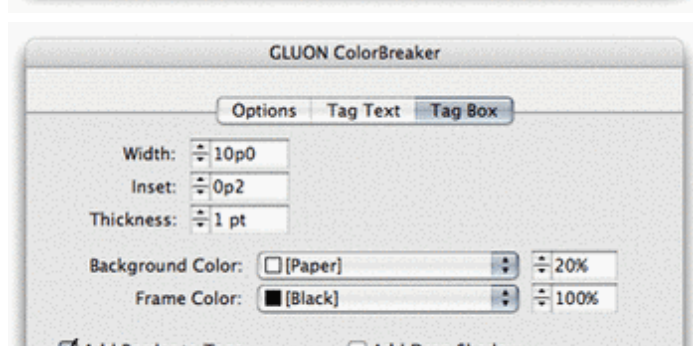 GLUON ColorBreaker
Options Tag Text Tag Box
Width: 10p0
Inset: 0p2
Thickness: 1 pt
Background Color: [Paper] 20%
Frame Color: [Black] 100%